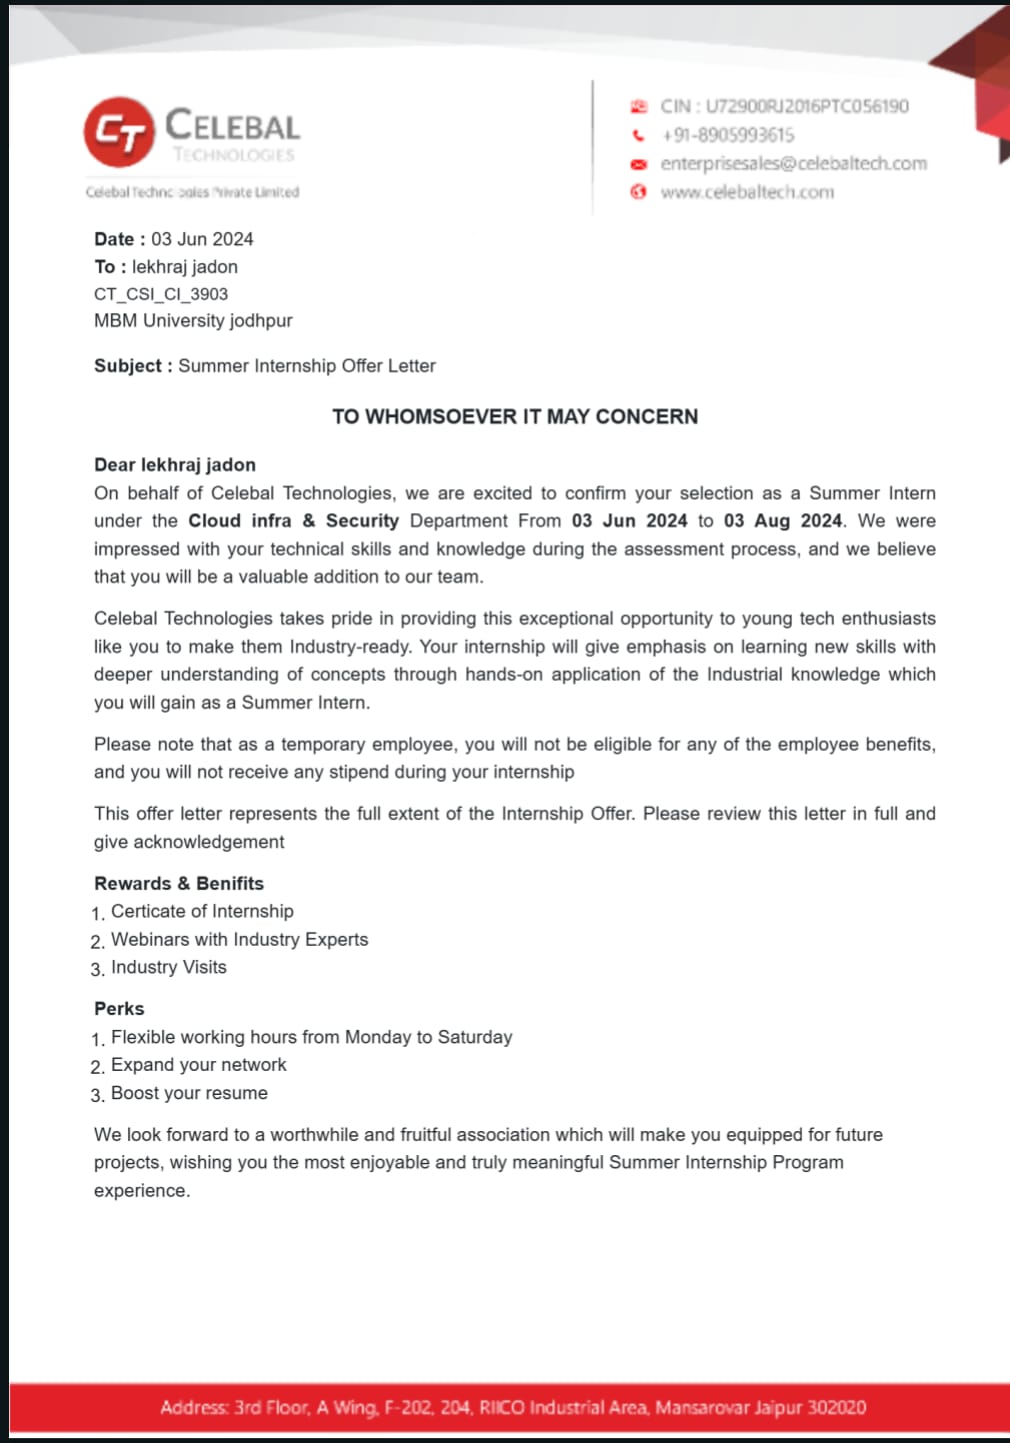 CT CELEBAL
TECHNOLOGIES
Celebal Technologies Private Limited
CIN : U72900RJ2016PTC056190
+91-8905993615
enterprisesales@celebaltech.com
www.celebaltech.com
Date : 03 Jun 2024
To : lekhraj jadon
CT_CSI_CI_3903
MBM University jodhpur
Subject : Summer Internship Offer Letter
TO WHOMSOEVER IT MAY CONCERN
Dear lekhraj jadon
On behalf of Celebal Technologies, we are excited to confirm your selection as a Summer Intern
under the Cloud infra & Security Department From 03 Jun 2024 to 03 Aug 2024. We were
impressed with your technical skills and knowledge during the assessment process, and we believe
that you will be a valuable addition to our team.
Celebal Technologies takes pride in providing this exceptional opportunity to young tech enthusiasts
like you to make them Industry-ready. Your internship will give emphasis on learning new skills with
deeper understanding of concepts through hands-on application of the Industrial knowledge which
you will gain as a Summer Intern.
Please note that as a temporary employee, you will not be eligible for any of the employee benefits,
and you will not receive any stipend during your internship
This offer letter represents the full extent of the Internship Offer. Please review this letter in full and
give acknowledgement
Rewards & Benifits
1. Certicate of Internship
2. Webinars with Industry Experts
3. Industry Visits
Perks
1. Flexible working hours from Monday to Saturday
2. Expand your network
3. Boost your resume
We look forward to a worthwhile and fruitful association which will make you equipped for future
projects, wishing you the most enjoyable and truly meaningful Summer Internship Program
experience.
Address: 3rd Floor, A Wing, F-202, 204, RIICO Industrial Area, Mansarovar Jaipur 302020